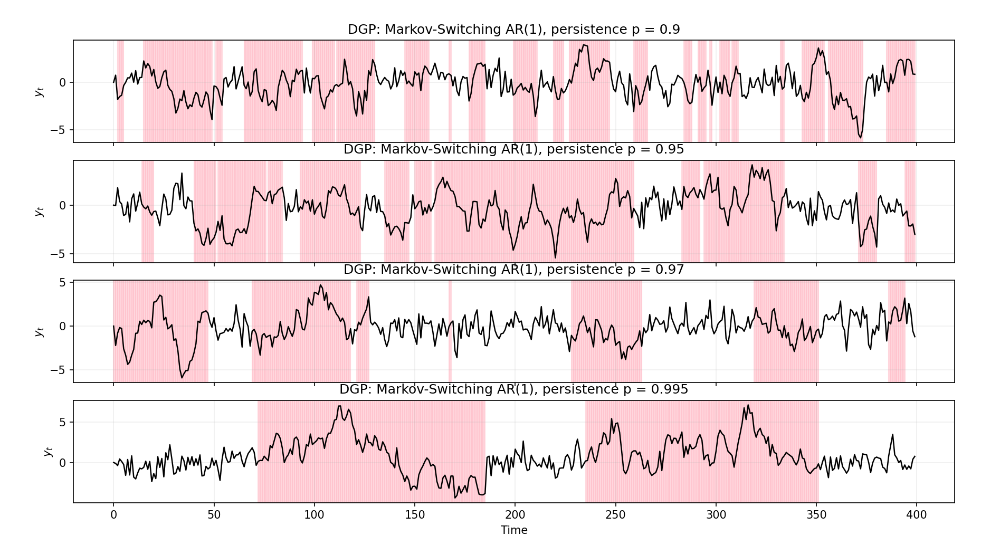 DGP: Markov-Switching AR(1), persistence p = 0.9
0
−5
y_t
DGP: Markov-Switching AR(1), persistence p = 0.95
0
−5
y_t
DGP: Markov-Switching AR(1), persistence p = 0.97
5
0
−5
y_t
DGP: Markov-Switching AR(1), persistence p = 0.995
5
0
y_t
0 50 100 150 200 250 300 350 400
Time